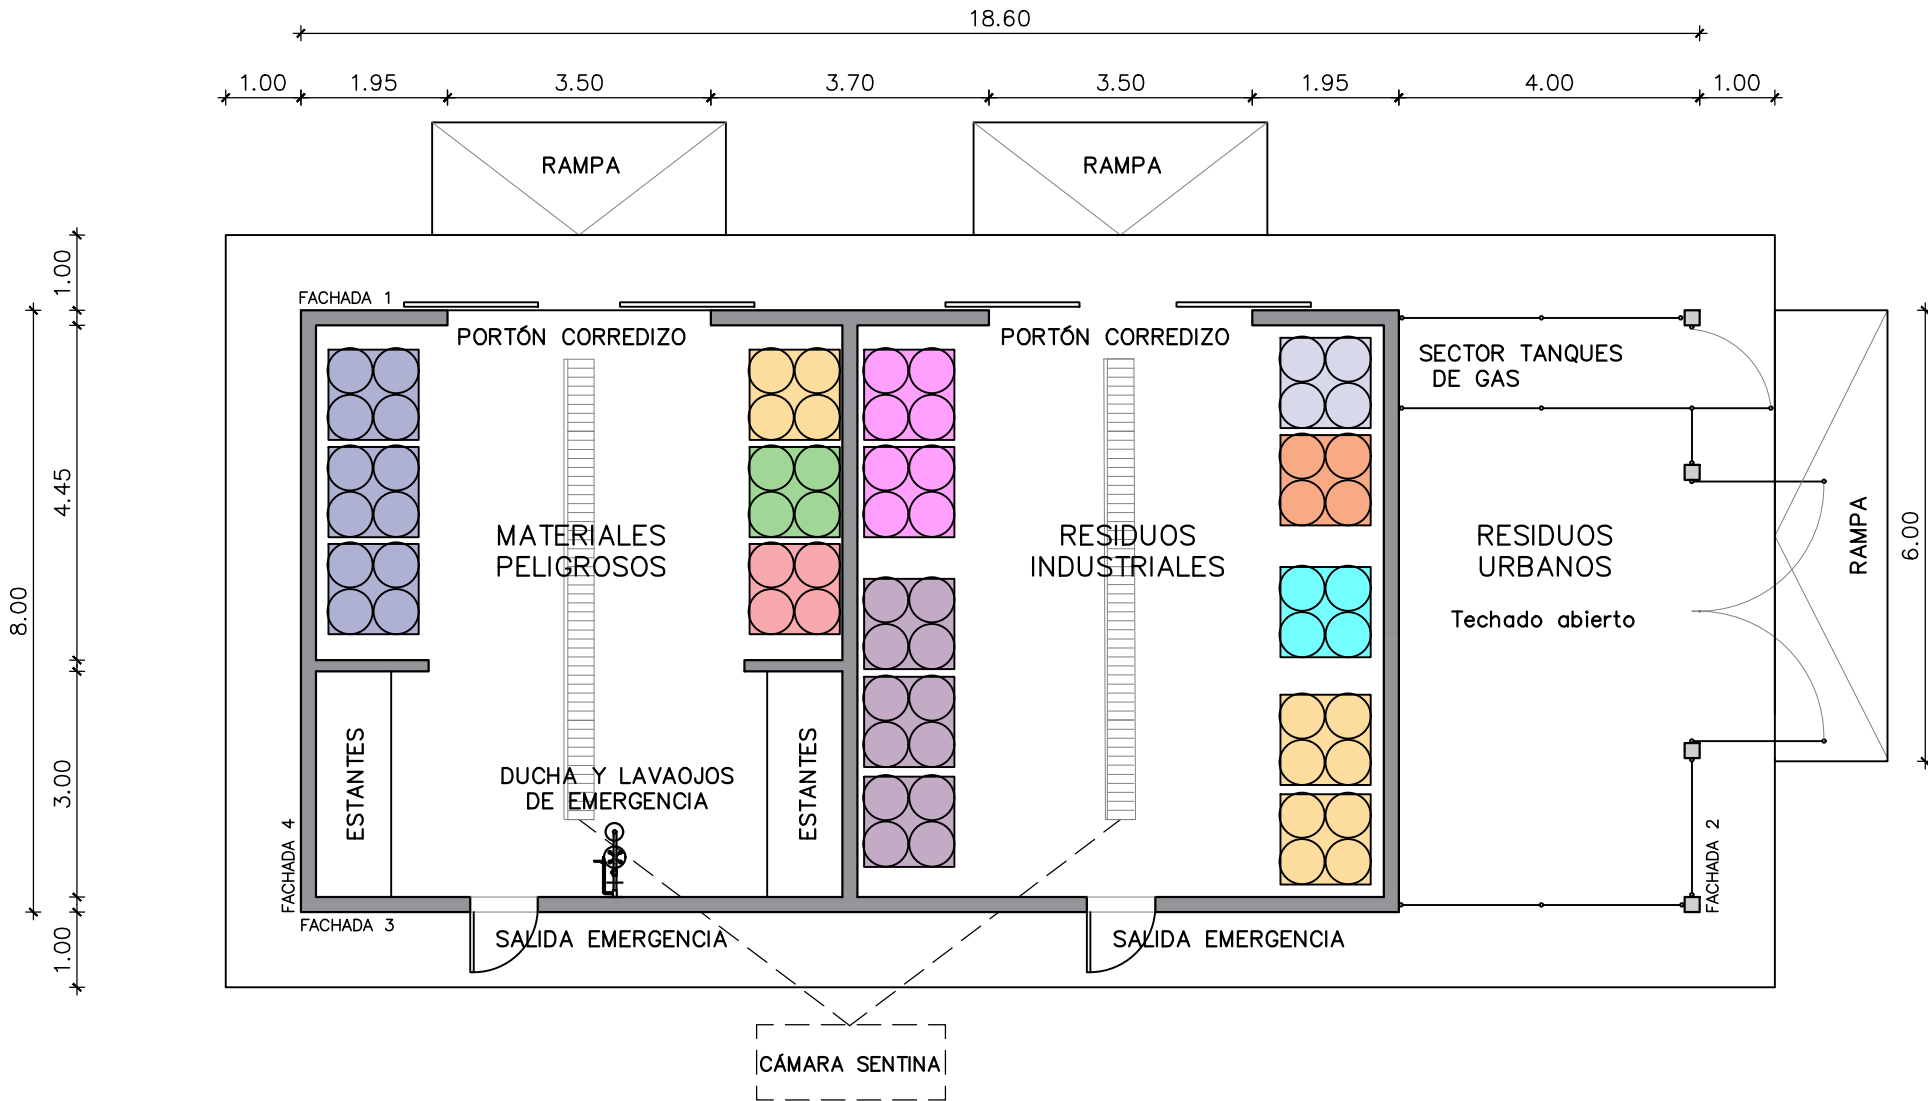 18.60
1.00 1.95 3.50 3.70 3.50 1.95 4.00 1.00
RAMPA
RAMPA
1.00
4.45
3.00
1.00
8.00
FACHADA 1
PORTÓN CORREDIZO
PORTÓN CORREDIZO
SECTOR TANQUES
DE GAS
MATERIALES
PELIGROSOS
RESIDUOS
INDUSTRIALES
RESIDUOS
URBANOS
Techado abierto
RAMPA
6.00
ESTANTES
DUCHA Y LAVAOJOS
DE EMERGENCIA
ESTANTES
FACHADA 4
FACHADA 2
FACHADA 3
SALIDA EMERGENCIA
SALIDA EMERGENCIA
CÁMARA SENTINA